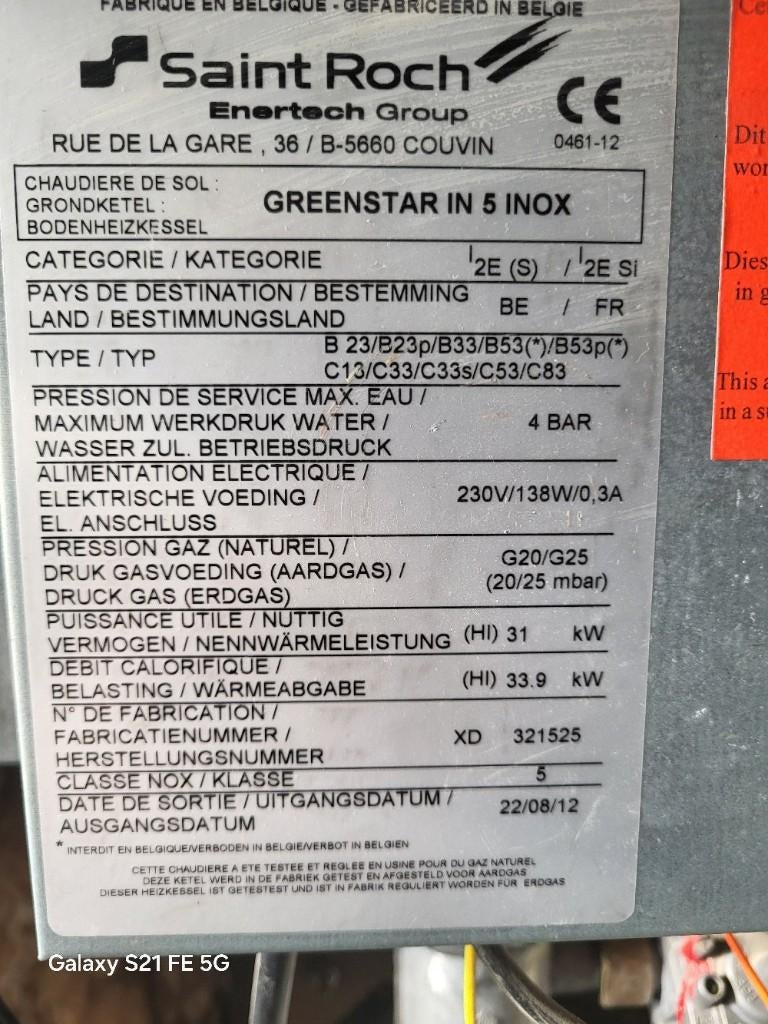 FABRIQUE EN BELGIQUE - GEFABRICEERD IN BELGIE
Saint Roch
Enertech Group
CE
RUE DE LA GARE , 36 / B-5660 COUVIN
0461-12
CHAUDIERE DE SOL :
GRONDKETEL :
BODENHEIZKESSEL
GREENSTAR IN 5 INOX
CATEGORIE / KATEGORIE
I2E (S) / I2E Si
PAYS DE DESTINATION / BESTEMMING
LAND / BESTIMMUNGSLAND
BE / FR
TYPE / TYP
B 23/B23p/B33/B53(*)/B53p(*)
C13/C33/C33s/C53/C83
PRESSION DE SERVICE MAX. EAU /
MAXIMUM WERKDRUK WATER /
WASSER ZUL. BETRIEBSDRUCK
4 BAR
ALIMENTATION ELECTRIQUE /
ELEKTRISCHE VOEDING /
EL. ANSCHLUSS
230V/138W/0,3A
PRESSION GAZ (NATUREL) /
DRUK GASVOEDING (AARDGAS) /
DRUCK GAS (ERDGAS)
G20/G25
(20/25 mbar)
PUISSANCE UTILE / NUTTIG
VERMOGEN / NENNWÄRMELEISTUNG
(HI) 31 kW
DEBIT CALORIFIQUE /
BELASTING / WÄRMEABGABE
(HI) 33.9 kW
N° DE FABRICATION /
FABRICATIENUMMER /
HERSTELLUNGSNUMMER
XD 321525
CLASSE NOX / KLASSE
5
DATE DE SORTIE / UITGANGSDATUM /
AUSGANGSDATUM
22/08/12
* INTERDIT EN BELGIQUE/VERBODEN IN BELGIE/VERBOT IN BELGIEN
CETTE CHAUDIERE A ETE TESTEE ET REGLEE EN USINE POUR DU GAZ NATUREL
DEZE KETEL WERD IN DE FABRIEK GETEST EN AFGESTELD VOOR AARDGAS
DIESER HEIZKESSEL IST GETESTET UND IST IN FABRIK REGULIERT WORDEN FÜR ERDGAS
Dit
Dies
in g
This a
in a s
Galaxy S21 FE 5G